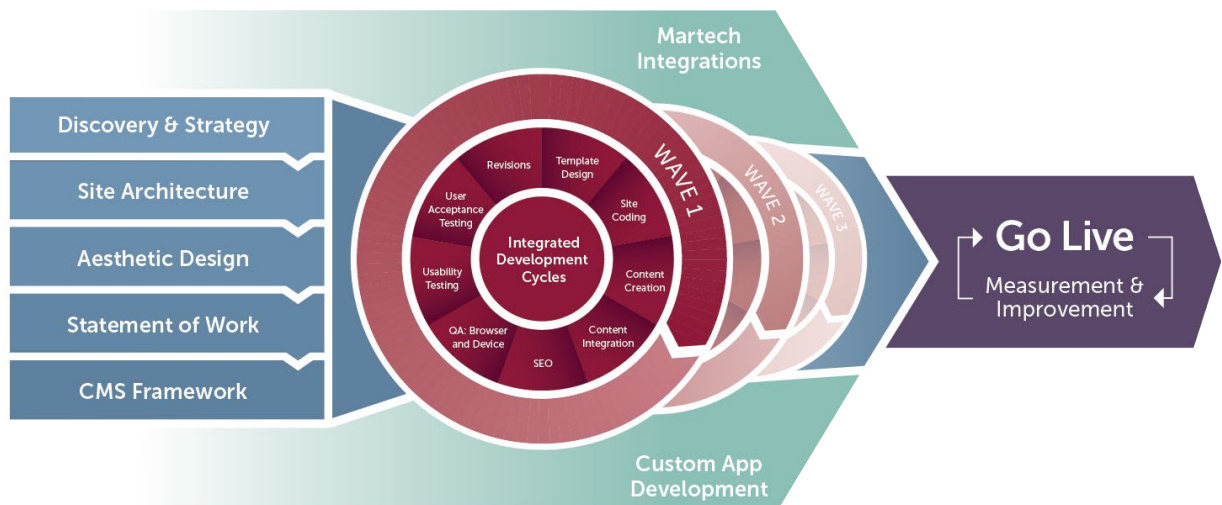 Martech
Integrations
Discovery & Strategy
Site Architecture
Aesthetic Design
Statement of Work
CMS Framework
Integrated
Development
Cycles
Template
Design
Site
Coding
Content
Creation
Content
Integration
SEO
QA: Browser
and Device
Usability
Testing
User
Acceptance
Testing
Revisions
WAVE 1
WAVE 2
WAVE 3
Go Live
Measurement &
Improvement
Custom App
Development